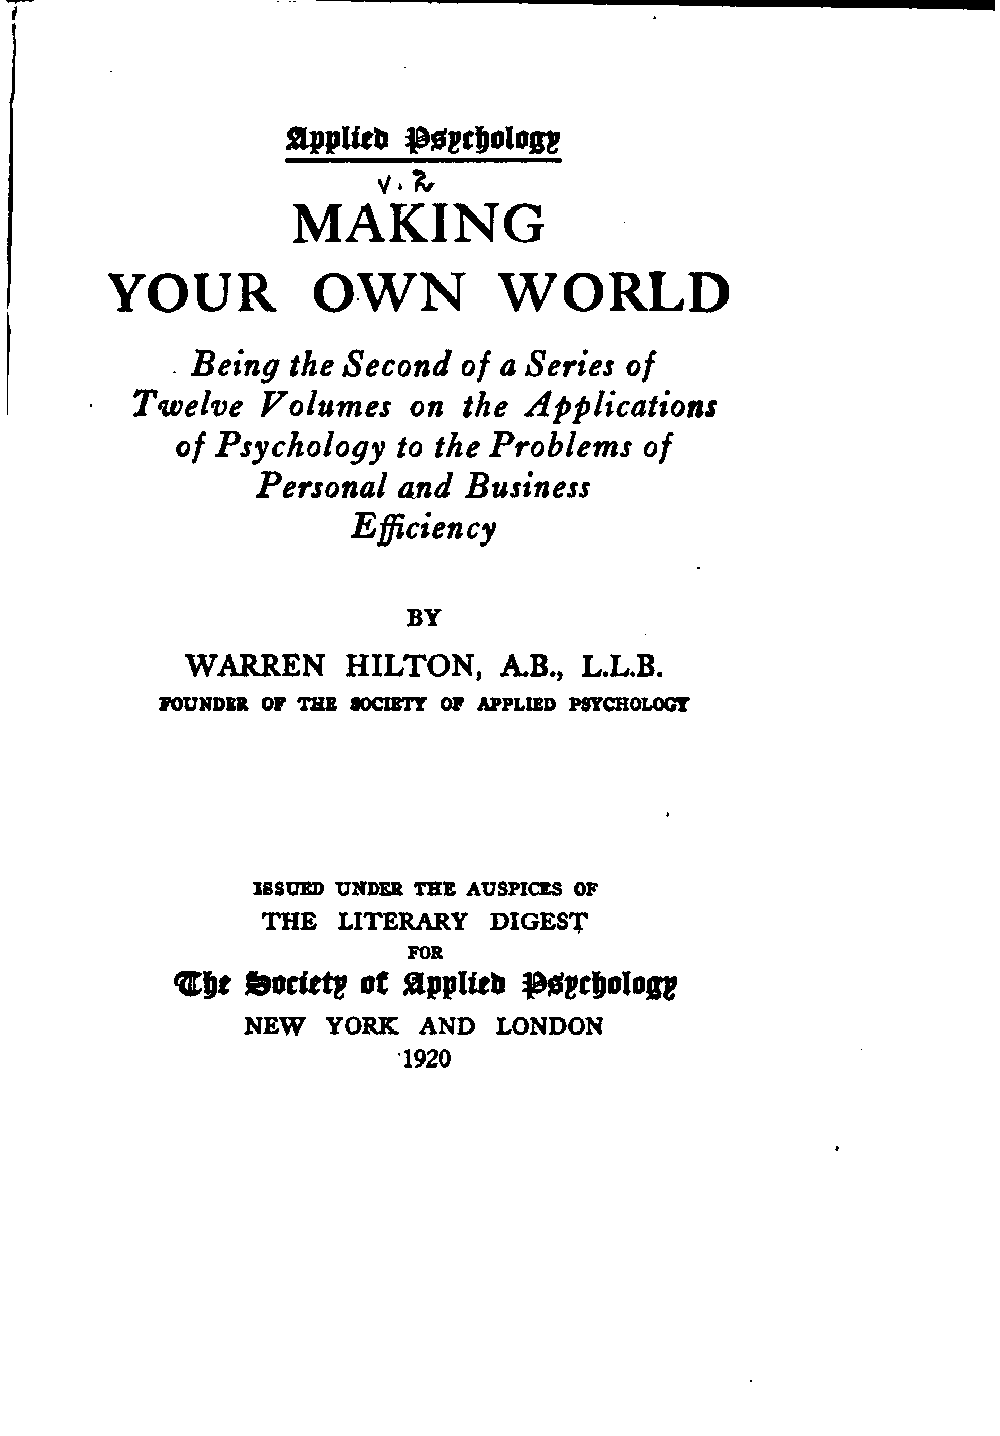 Applied Psychology
v. 2
MAKING
YOUR OWN WORLD
Being the Second of a Series of
Twelve Volumes on the Applications
of Psychology to the Problems of
Personal and Business
Efficiency
BY
WARREN HILTON, A.B., L.L.B.
FOUNDER OF THE SOCIETY OF APPLIED PSYCHOLOGY
ISSUED UNDER THE AUSPICES OF
THE LITERARY DIGEST
FOR
The Society of Applied Psychology
NEW YORK AND LONDON
1920